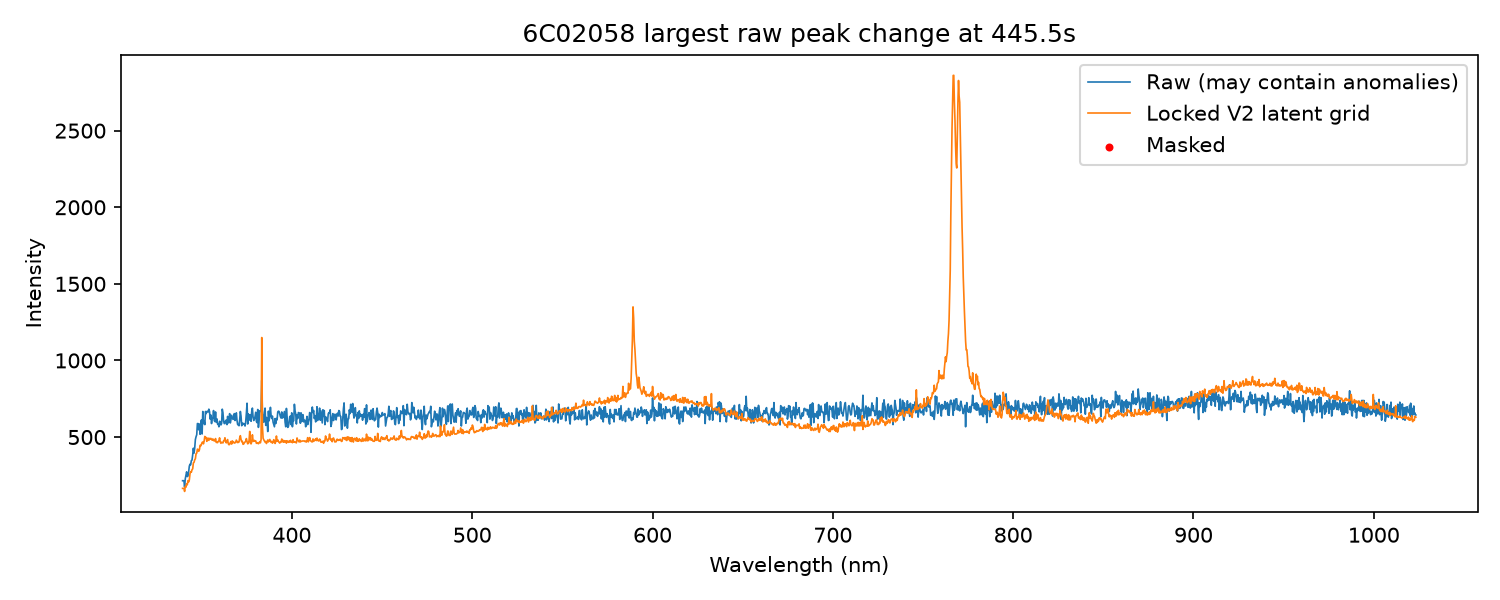 6C02058 largest raw peak change at 445.5s
Raw (may contain anomalies)
Locked V2 latent grid
Masked
Intensity
2500
2000
1500
1000
500
400 500 600 700 800 900 1000
Wavelength (nm)